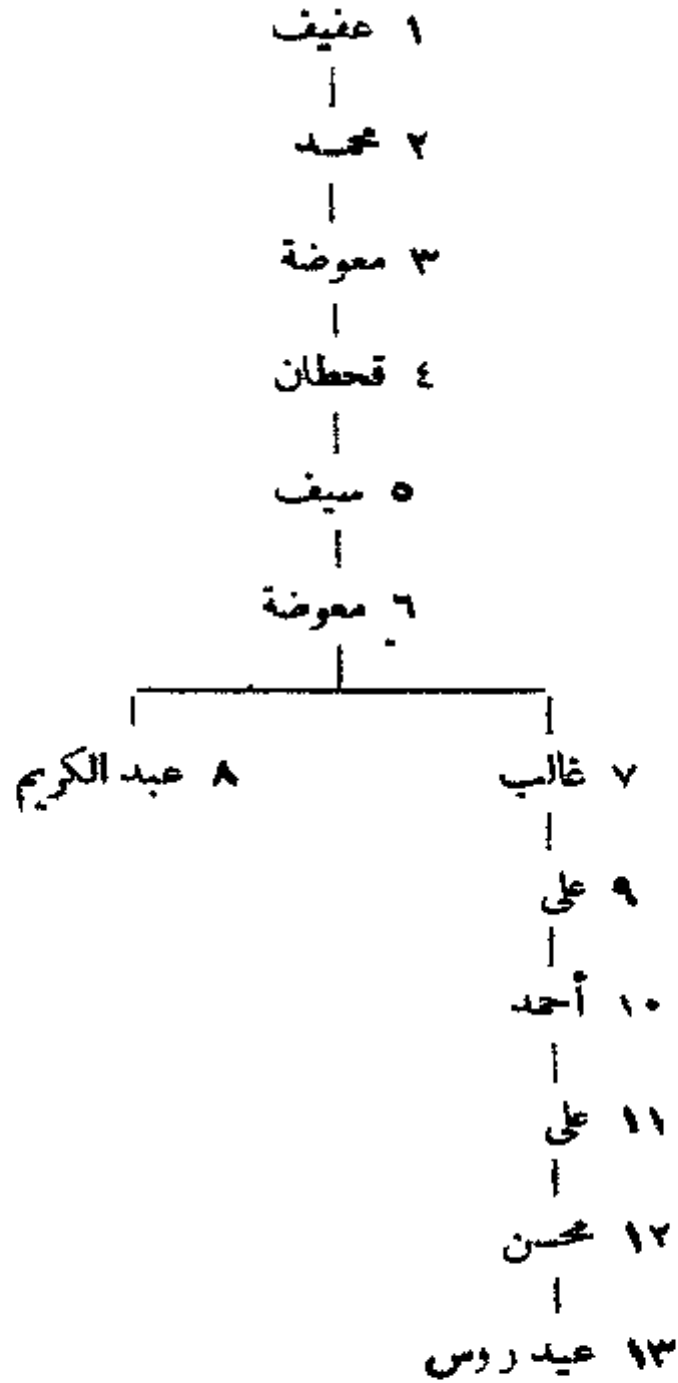 ١ عفيف
٢ محمد
٣ معوضة
٤ قحطان
٥ سيف
٦ معوضة
٧ غالب
٨ عبد الكريم
٩ على
١٠ أحمد
١١ على
١٢ محسن
١٣ عيد روس